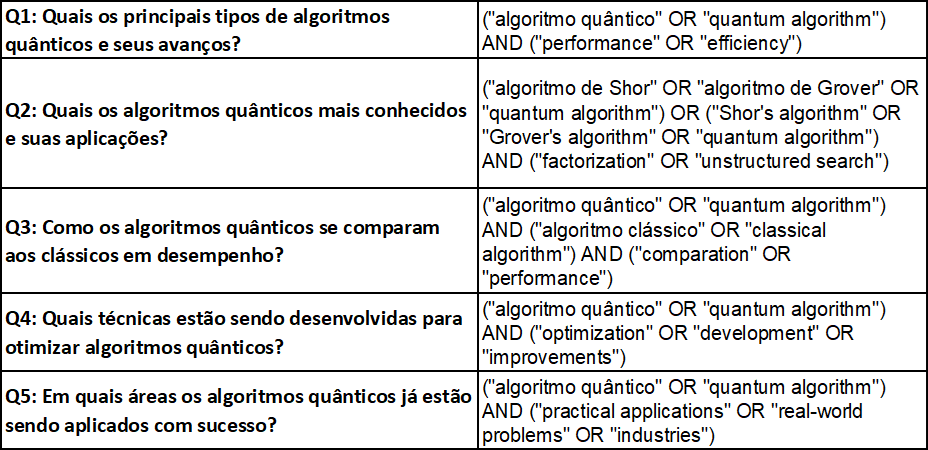 Q1: Quais os principais tipos de algoritmos
quânticos e seus avanços?
("algoritmo quântico" OR "quantum algorithm")
AND ("performance" OR "efficiency")
Q2: Quais os algoritmos quânticos mais conhecidos
e suas aplicações?
("algoritmo de Shor" OR "algoritmo de Grover" OR
"quantum algorithm") OR ("Shor's algorithm" OR
"Grover's algorithm" OR "quantum algorithm")
AND ("factorization" OR "unstructured search")
Q3: Como os algoritmos quânticos se comparam
aos clássicos em desempenho?
("algoritmo quântico" OR "quantum algorithm")
AND ("algoritmo clássico" OR "classical
algorithm") AND ("comparation" OR
"performance")
Q4: Quais técnicas estão sendo desenvolvidas para
otimizar algoritmos quânticos?
("algoritmo quântico" OR "quantum algorithm")
AND ("optimization" OR "development" OR
"improvements")
Q5: Em quais áreas os algoritmos quânticos já estão
sendo aplicados com sucesso?
("algoritmo quântico" OR "quantum algorithm")
AND ("practical applications" OR "real-world
problems" OR "industries")